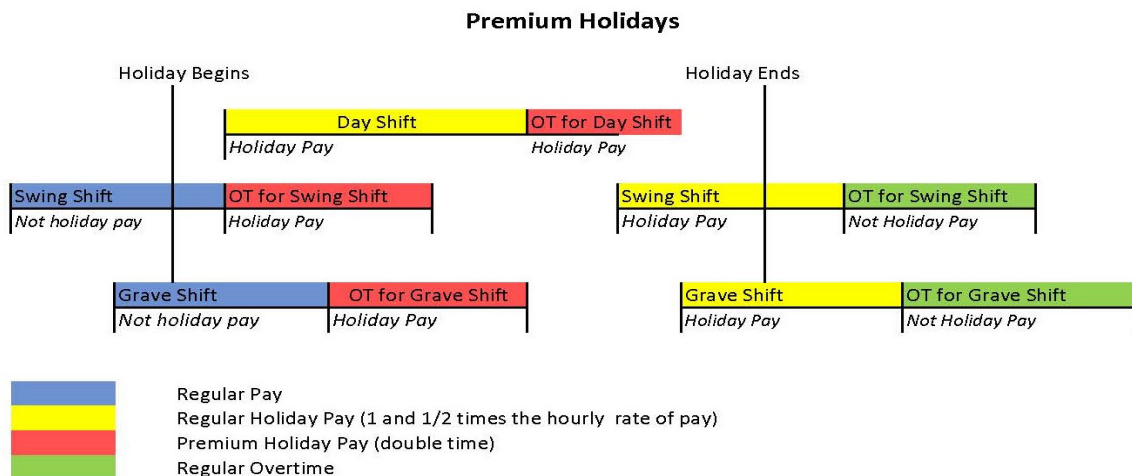 Premium Holidays
Holiday Begins
Holiday Ends
Day Shift
OT for Day Shift
Holiday Pay
Holiday Pay
Swing Shift
OT for Swing Shift
Swing Shift
OT for Swing Shift
Not holiday pay
Holiday Pay
Holiday Pay
Not Holiday Pay
Grave Shift
OT for Grave Shift
Grave Shift
OT for Grave Shift
Not holiday pay
Holiday Pay
Holiday Pay
Not Holiday Pay
Regular Pay
Regular Holiday Pay (1 and 1/2 times the hourly rate of pay)
Premium Holiday Pay (double time)
Regular Overtime